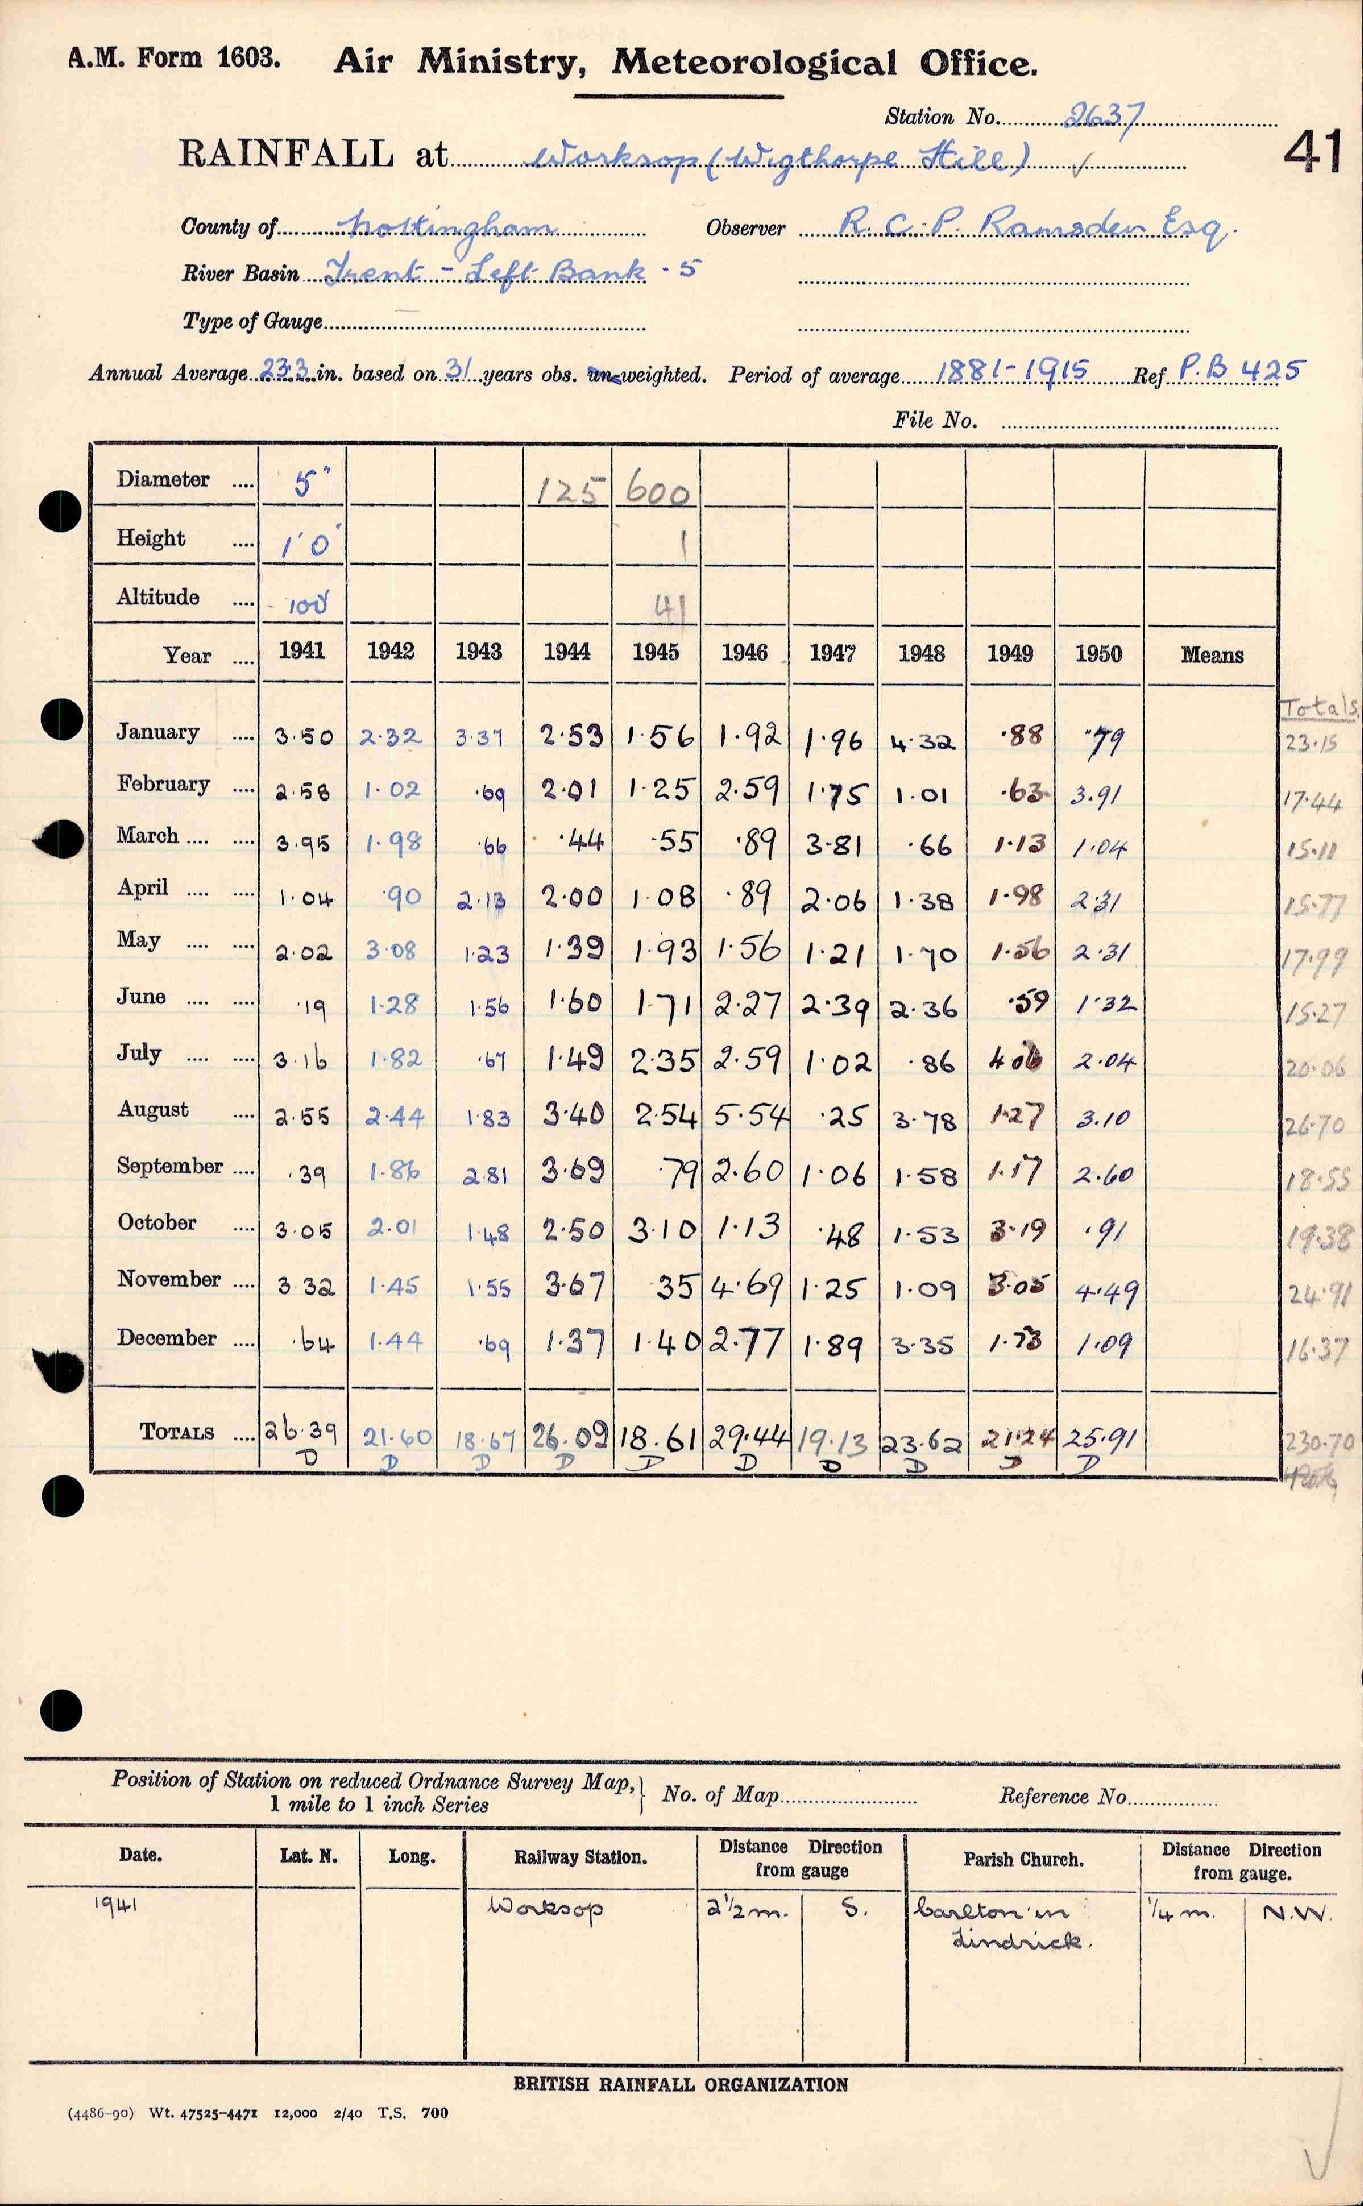 A.M. Form 1603. Air Ministry, Meteorological Office.
Station No. 2637
RAINFALL at Worksop (Wigthorpe Hill) ✓ 41
County of Nottingham Observer R. C. P. Ramsden Esq.
River Basin Trent - Left Bank - 5
Type of Gauge
Annual Average 23.3 in. based on 31 years obs. un-weighted. Period of average 1881-1915 Ref P.B 425
File No.
Diameter .... 5" 125 600
Height .... 1' 0" 1
Altitude .... 100' 41
Year .... 1941 1942 1943 1944 1945 1946 1947 1948 1949 1950 Means
Totals
January .... 3.50 2.32 3.37 2.53 1.56 1.92 1.96 4.32 .88 .79 23.15
February .... 2.58 1.02 .69 2.01 1.25 2.59 1.75 1.01 .63 3.91 17.44
March .... .... 3.95 1.98 .66 .44 .55 .89 3.81 .66 1.13 1.04 15.11
April .... .... 1.04 .90 2.13 2.00 1.08 .89 2.06 1.38 1.98 2.31 15.77
May .... .... 2.02 3.08 1.23 1.39 1.93 1.56 1.21 1.70 1.56 2.31 17.99
June .... .... .19 1.28 1.56 1.60 1.71 2.27 2.39 2.36 .59 1.32 15.27
July .... .... 3.16 1.82 .67 1.49 2.35 2.59 1.02 .86 4.06 2.04 20.06
August .... 2.55 2.44 1.83 3.40 2.54 5.54 .25 3.78 1.27 3.10 26.70
September .... .39 1.86 2.81 3.69 .79 2.60 1.06 1.58 1.17 2.60 18.55
October .... 3.05 2.01 1.48 2.50 3.10 1.13 .48 1.53 3.19 .91 19.38
November .... 3.32 1.45 1.55 3.67 35 4.69 1.25 1.09 3.05 4.49 24.91
December .... .64 1.44 .69 1.37 1.40 2.77 1.89 3.35 1.73 1.09 16.37
TOTALS .... 26.39 21.60 18.67 26.09 18.61 29.44 19.13 23.62 21.24 25.91 230.70
D D D D D D D D D D
Position of Station on reduced Ordnance Survey Map, 1 mile to 1 inch Series } No. of Map Reference No.
Date. Lat. N. Long. Railway Station. Distance Direction from gauge Parish Church. Distance Direction from gauge.
1941 Worksop 2½ m. S. Carlton in ¼ m. N.W.
Lindrick.
BRITISH RAINFALL ORGANIZATION
(4486-90) Wt. 47525-4471 12,000 2/40 T.S. 700